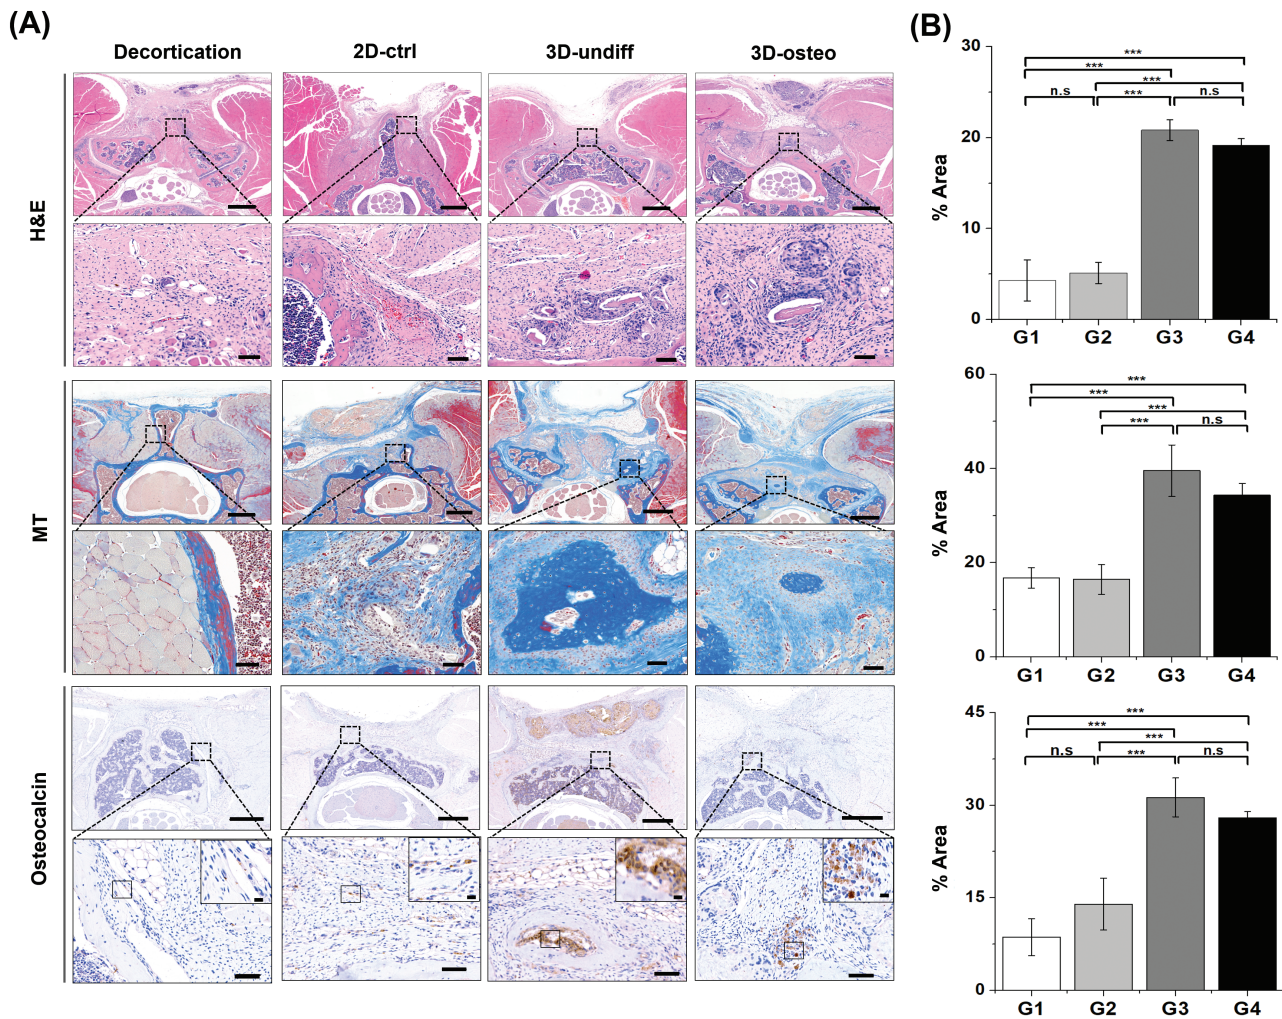 (A)
Decortication 2D-ctrl 3D-undiff 3D-osteo
H&E
MT
Osteocalcin
(B)
30
20
10
0
% Area
***
***
***
n.s *** n.s
G1 G2 G3 G4
60
40
20
0
% Area
***
***
***
*** n.s
G1 G2 G3 G4
45
30
15
0
% Area
***
***
***
n.s *** n.s
G1 G2 G3 G4